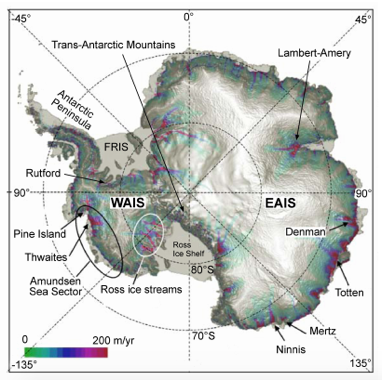 -45°
0°
45°
Trans-Antarctic Mountains
Lambert-Amery
Antarctic
Peninsula
FRIS
Rutford
90°
WAIS
EAIS
90°
Pine Island
Thwaites
Amundsen
Sea Sector
Ross ice streams
Ross
Ice Shelf
80°S
Denman
Totten
70°S
Mertz
Ninnis
0
200 m/yr
-135°
135°